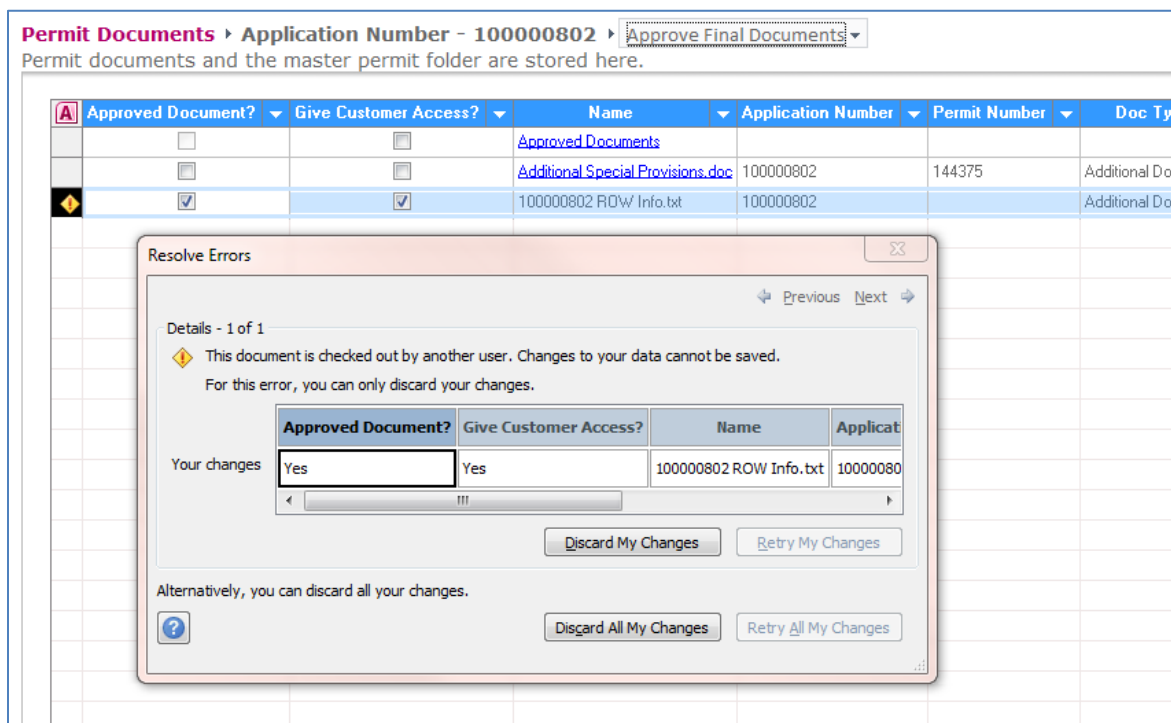 Permit Documents ▸ Application Number - 100000802 ▸ Approve Final Documents
Permit documents and the master permit folder are stored here.
A Approved Document? Give Customer Access? Name Application Number Permit Number Doc Ty
Approved Documents
Additional Special Provisions.doc 100000802 144375 Additional Do
100000802 ROW Info.txt 100000802 Additional Do
Resolve Errors
Previous Next
Details - 1 of 1
This document is checked out by another user. Changes to your data cannot be saved.
For this error, you can only discard your changes.
Approved Document? Give Customer Access? Name Applicat
Your changes Yes Yes 100000802 ROW Info.txt 10000080
Discard My Changes Retry My Changes
Alternatively, you can discard all your changes.
? Discard All My Changes Retry All My Changes